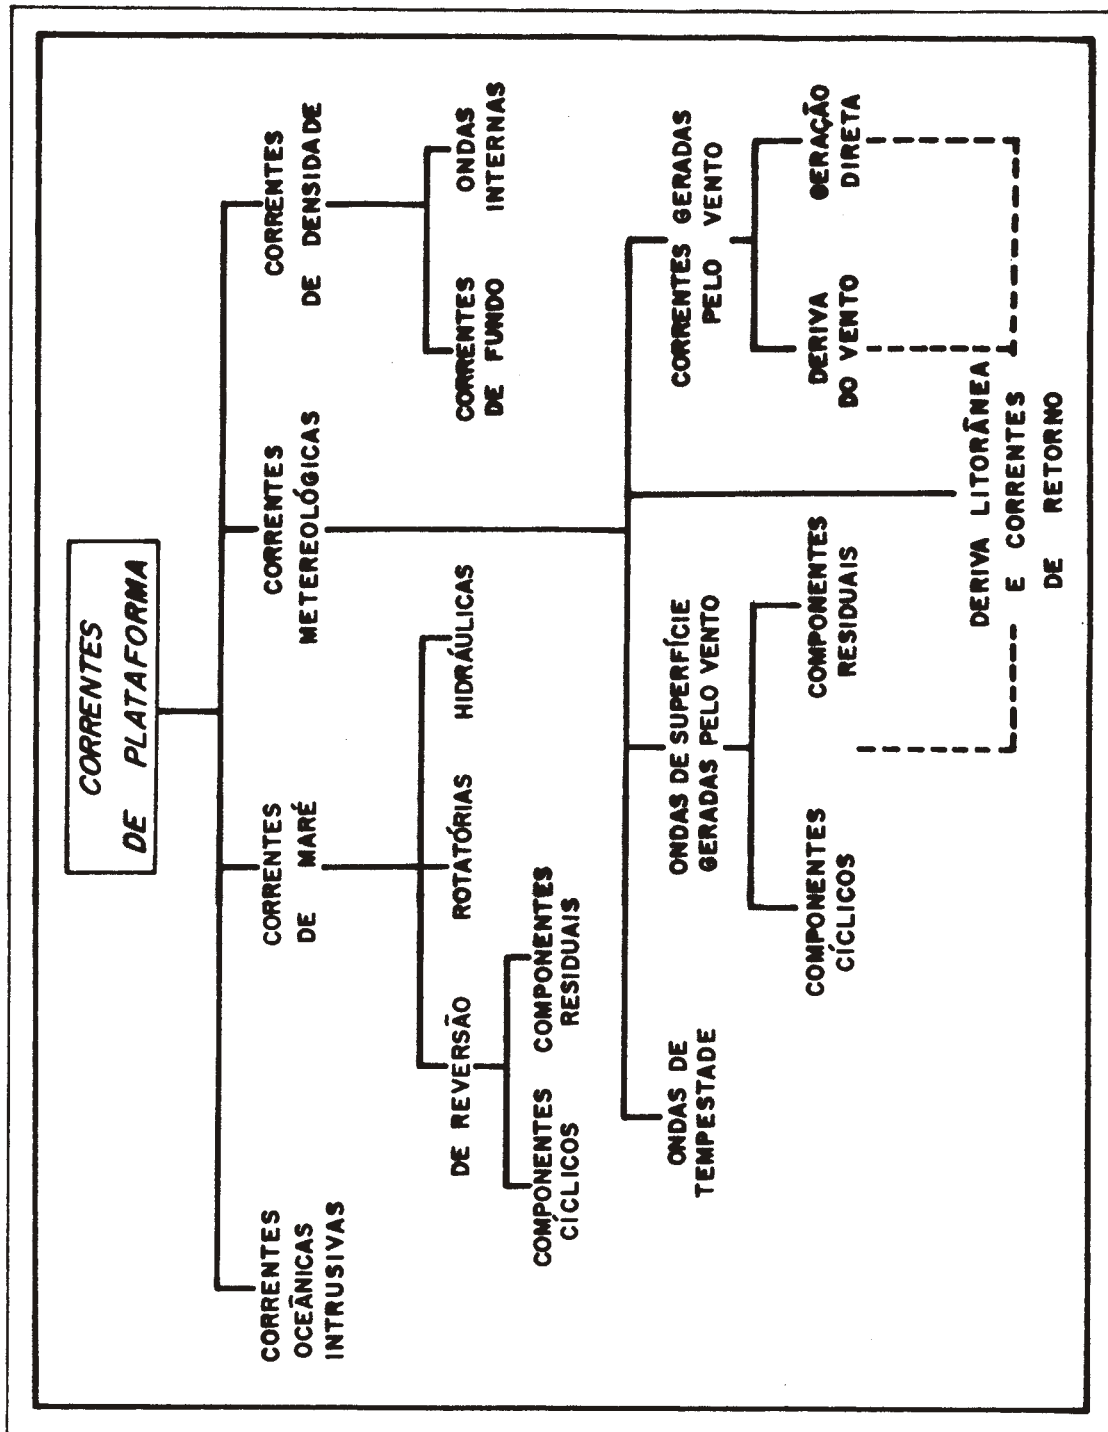 CORRENTES
DE PLATAFORMA
CORRENTES
OCEÂNICAS
INTRUSIVAS
CORRENTES
DE MARÉ
CORRENTES
METEREOLÓGICAS
CORRENTES
DE DENSIDADE
DE REVERSÃO
ROTATÓRIAS
HIDRÁULICAS
CORRENTES
DE FUNDO
ONDAS
INTERNAS
COMPONENTES
CÍCLICOS
COMPONENTES
RESIDUAIS
ONDAS DE
TEMPESTADE
ONDAS DE SUPERFÍCIE
GERADAS PELO VENTO
CORRENTES GERADAS
PELO VENTO
COMPONENTES
CÍCLICOS
COMPONENTES
RESIDUAIS
DERIVA
DO VENTO
GERAÇÃO
DIRETA
DERIVA LITORÂNEA
E CORRENTES
DE RETORNO